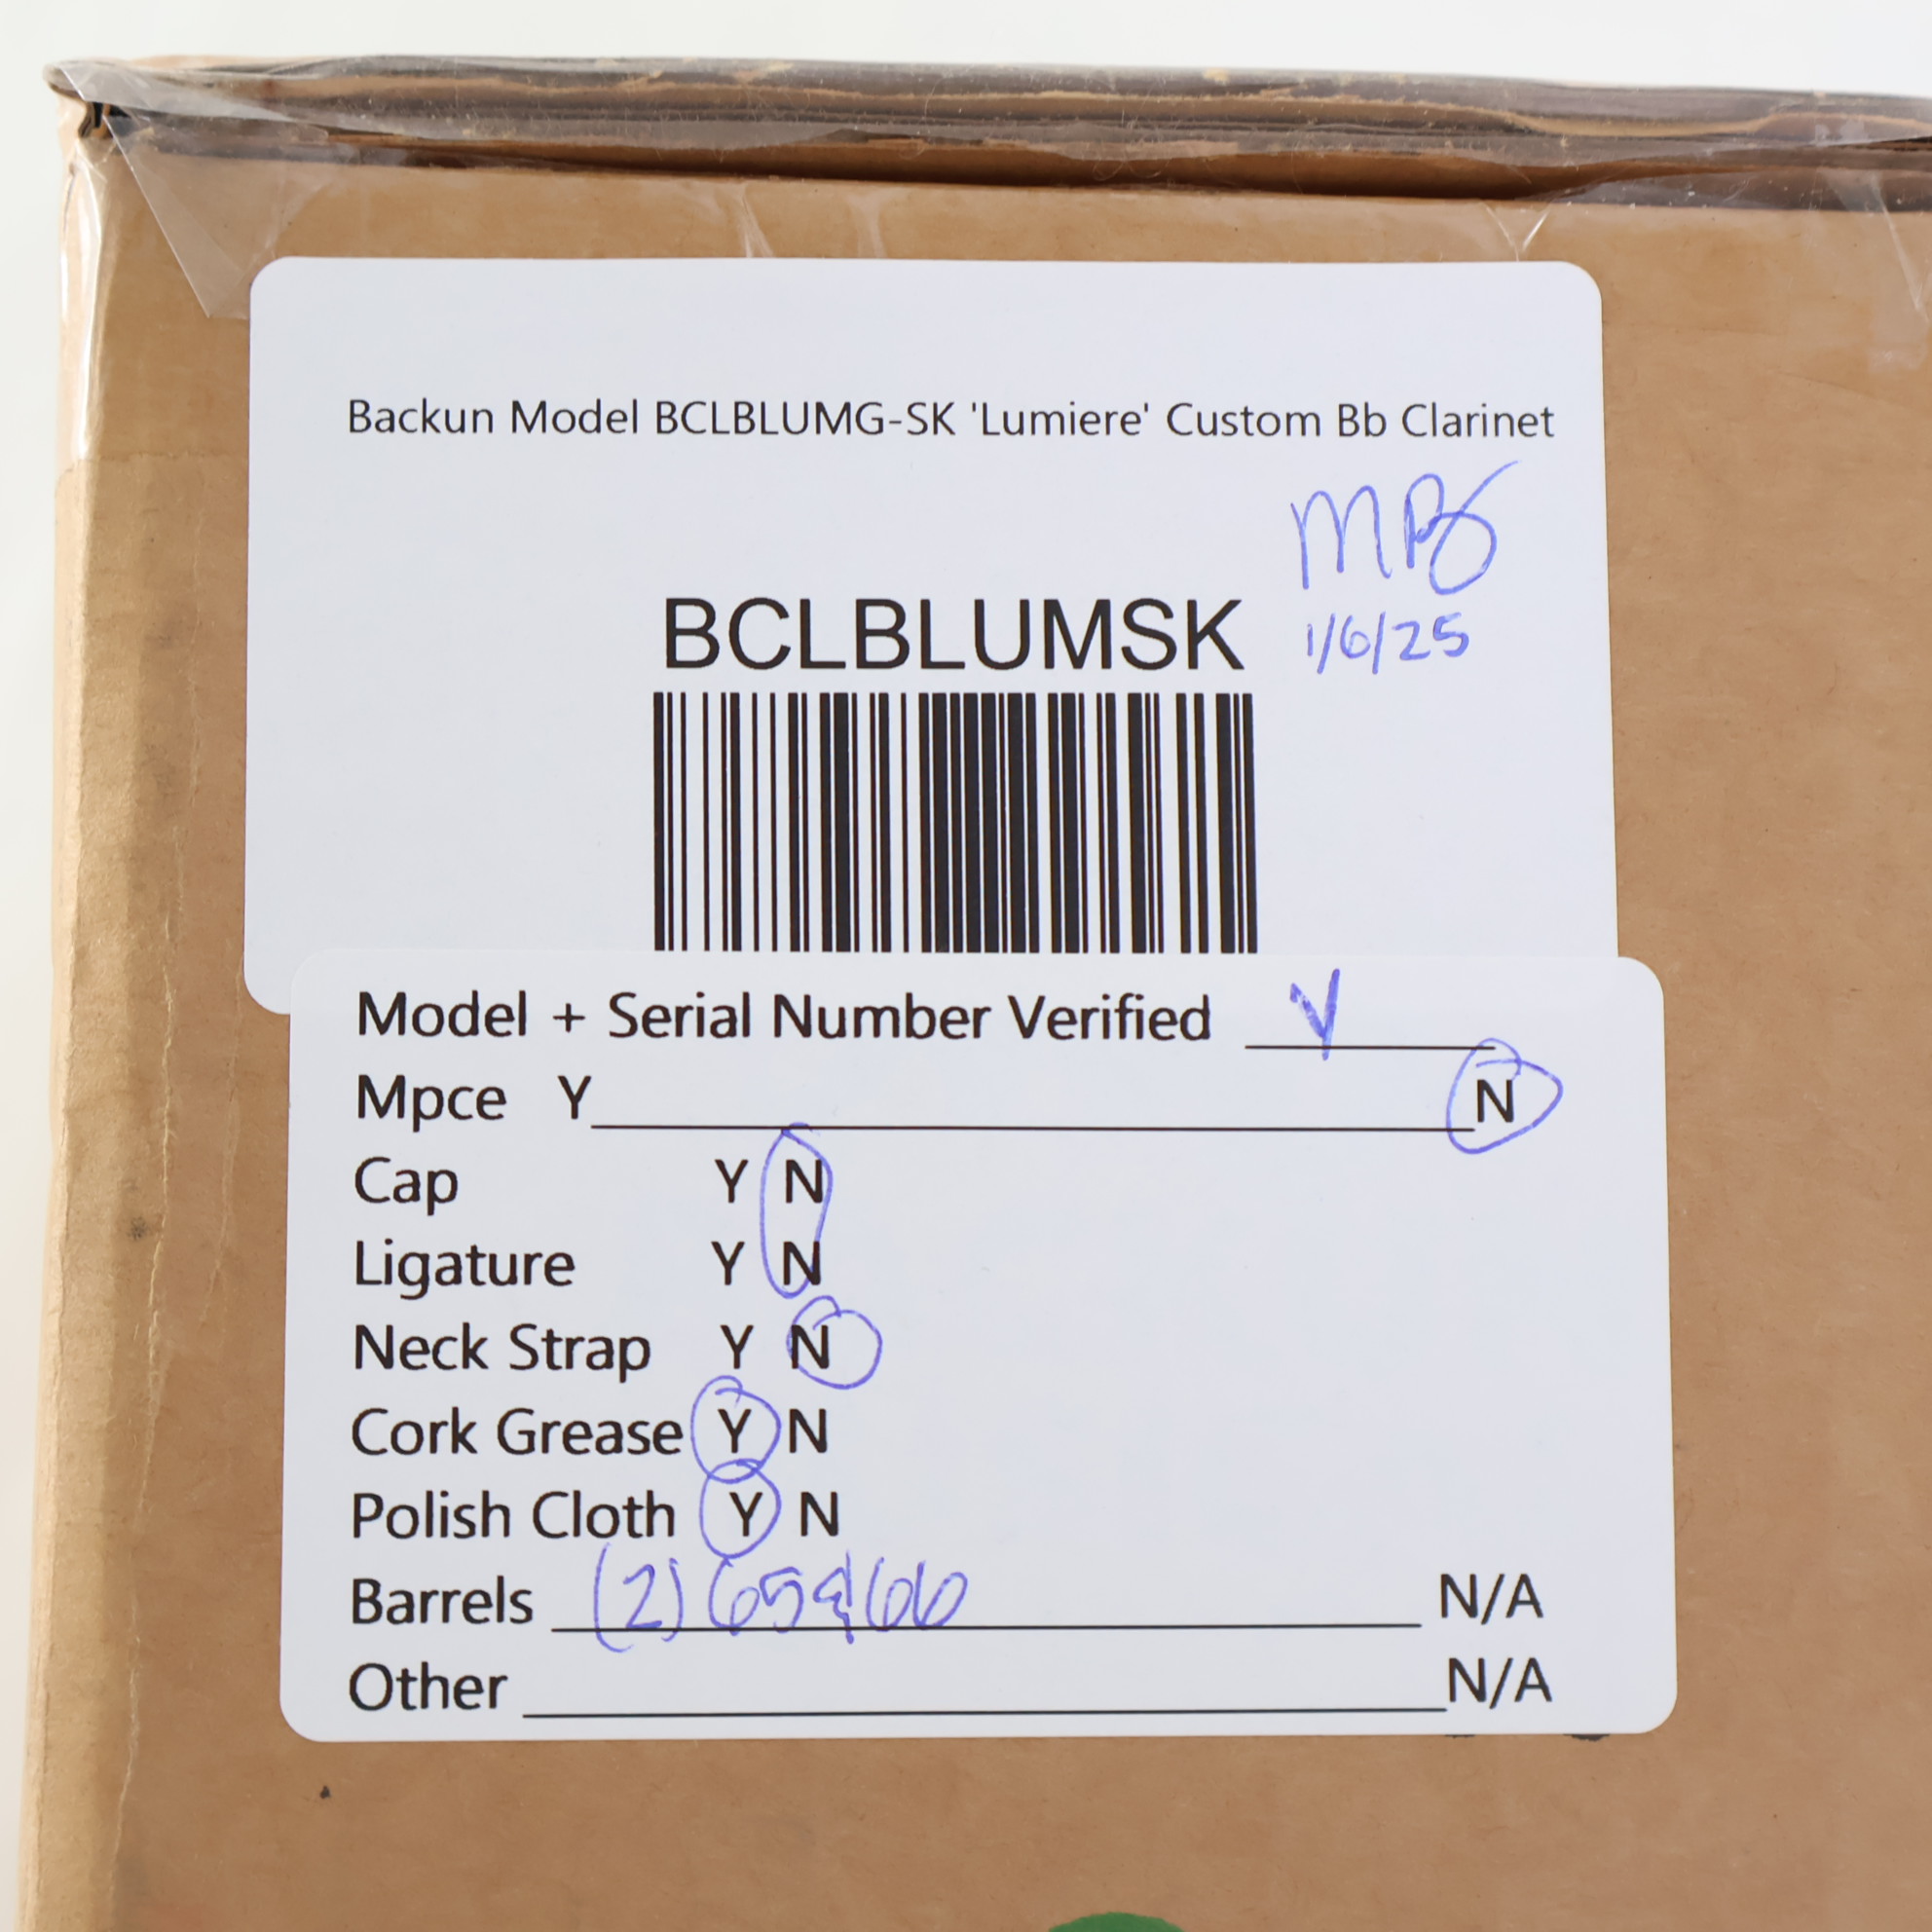 Backun Model BCLBLUMG-SK 'Lumiere' Custom Bb Clarinet
BCLBLUMSK
1/6/25
Model + Serial Number Verified
Mpce Y N
Cap Y N
Ligature Y N
Neck Strap Y N
Cork Grease Y N
Polish Cloth Y N
Barrels (2) 65 & 66 N/A
Other N/A